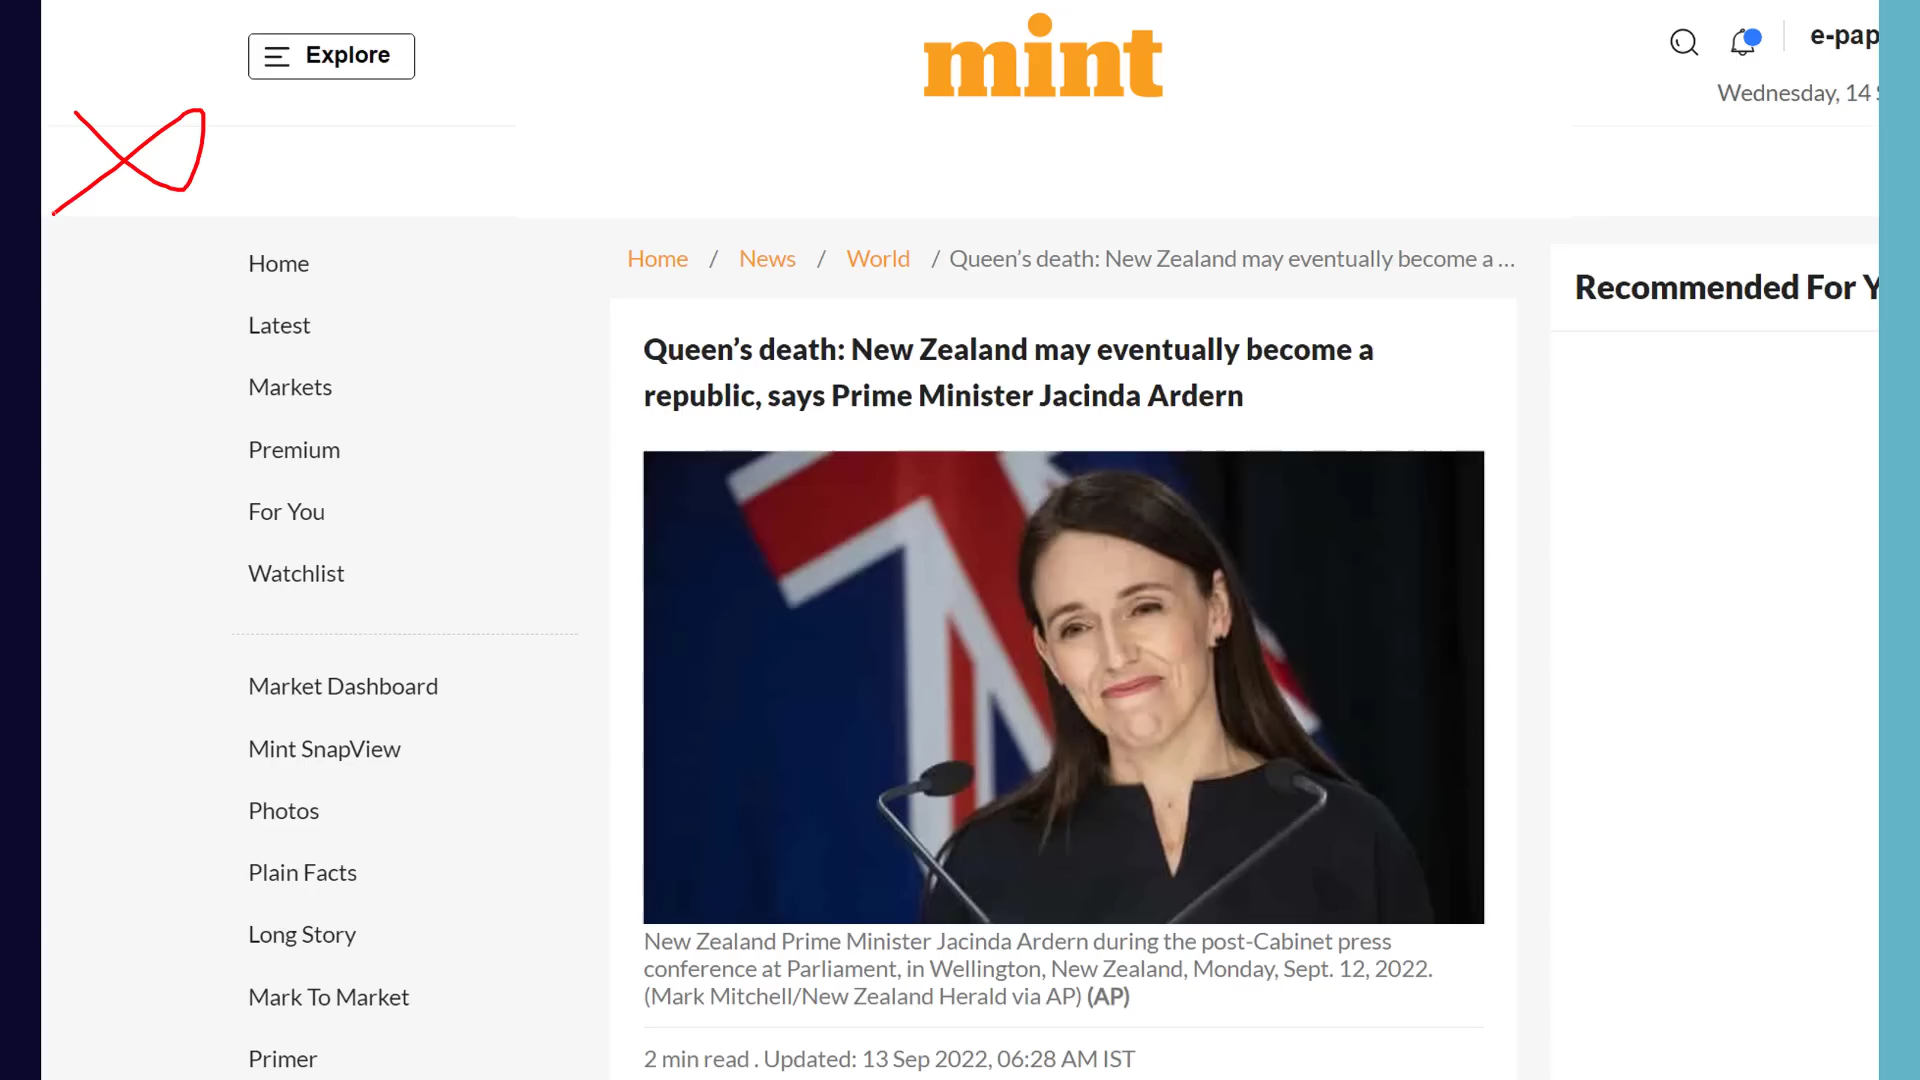 Explore
mint
e-pap
Wednesday, 14 S
Home
Latest
Markets
Premium
For You
Watchlist
Market Dashboard
Mint SnapView
Photos
Plain Facts
Long Story
Mark To Market
Primer
Home / News / World / Queen’s death: New Zealand may eventually become a ...
Queen’s death: New Zealand may eventually become a
republic, says Prime Minister Jacinda Ardern
New Zealand Prime Minister Jacinda Ardern during the post-Cabinet press
conference at Parliament, in Wellington, New Zealand, Monday, Sept. 12, 2022.
(Mark Mitchell/New Zealand Herald via AP) (AP)
2 min read . Updated: 13 Sep 2022, 06:28 AM IST
Recommended For Y